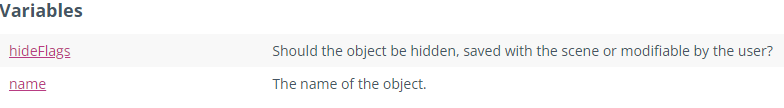 Variables
hideFlags Should the object be hidden, saved with the scene or modifiable by the user?
name The name of the object.